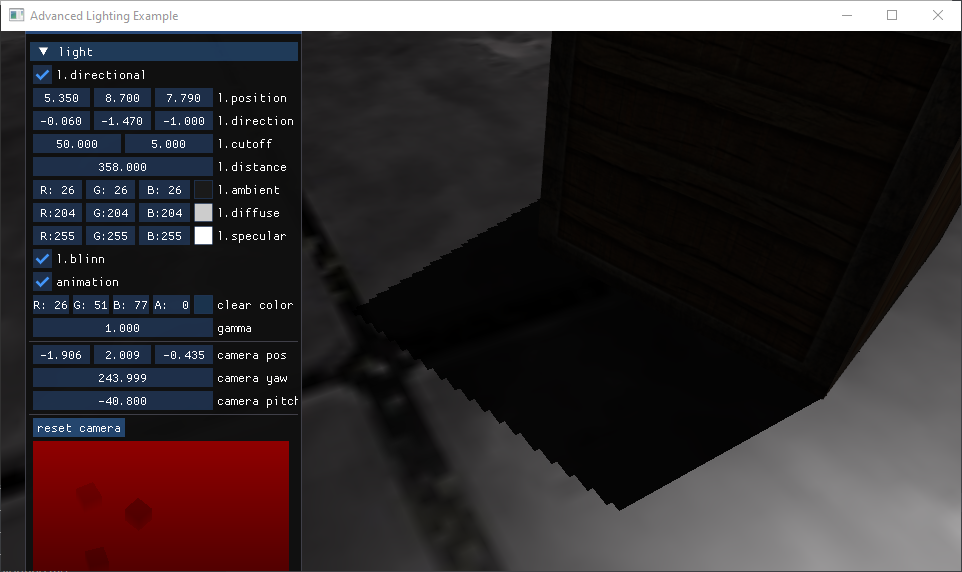 Advanced Lighting Example
light
l.directional
5.350 8.700 7.790 l.position
-0.060 -1.470 -1.000 l.direction
50.000 5.000 l.cutoff
358.000 l.distance
R: 26 G: 26 B: 26 l.ambient
R:204 G:204 B:204 l.diffuse
R:255 G:255 B:255 l.specular
l.blinn
animation
R: 26 G: 51 B: 77 A: 0 clear color
1.000 gamma
-1.906 2.009 -0.435 camera pos
243.999 camera yaw
-40.800 camera pitch
reset camera